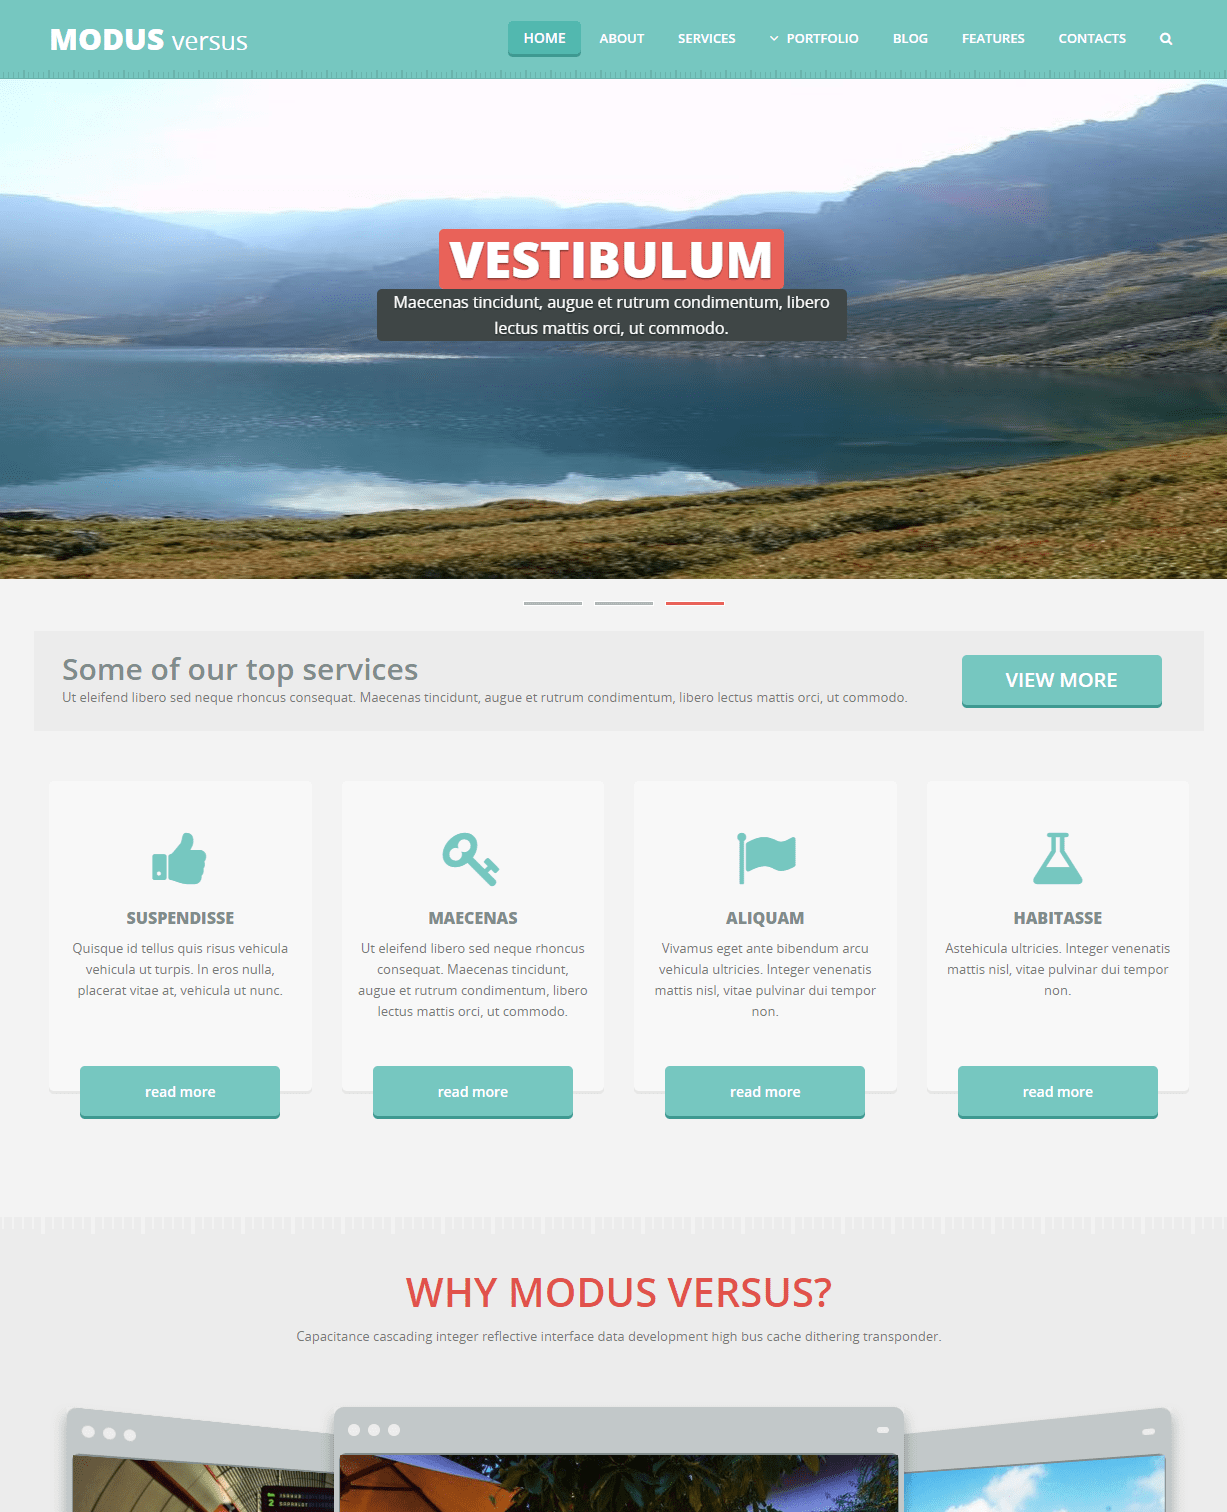 MODUS versus
HOME ABOUT SERVICES PORTFOLIO BLOG FEATURES CONTACTS
VESTIBULUM
Maecenas tincidunt, augue et rutrum condimentum, libero
lectus mattis orci, ut commodo.
Some of our top services
Ut eleifend libero sed neque rhoncus consequat. Maecenas tincidunt, augue et rutrum condimentum, libero lectus mattis orci, ut commodo.
VIEW MORE
SUSPENDISSE
Quisque id tellus quis risus vehicula
vehicula ut turpis. In eros nulla,
placerat vitae at, vehicula ut nunc.
read more
MAECENAS
Ut eleifend libero sed neque rhoncus
consequat. Maecenas tincidunt,
augue et rutrum condimentum, libero
lectus mattis orci, ut commodo.
read more
ALIQUAM
Vivamus eget ante bibendum arcu
vehicula ultricies. Integer venenatis
mattis nisl, vitae pulvinar dui tempor
non.
read more
HABITASSE
Astehicula ultricies. Integer venenatis
mattis nisl, vitae pulvinar dui tempor
non.
read more
WHY MODUS VERSUS?
Capacitance cascading integer reflective interface data development high bus cache dithering transponder.